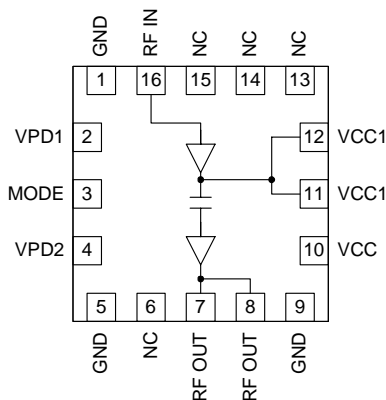 GND
RF IN
NC
NC
NC
1
16
15
14
13
VPD1
2
12
VCC1
MODE
3
11
VCC1
VPD2
4
10
VCC
5
6
7
8
9
GND
NC
RF OUT
RF OUT
GND